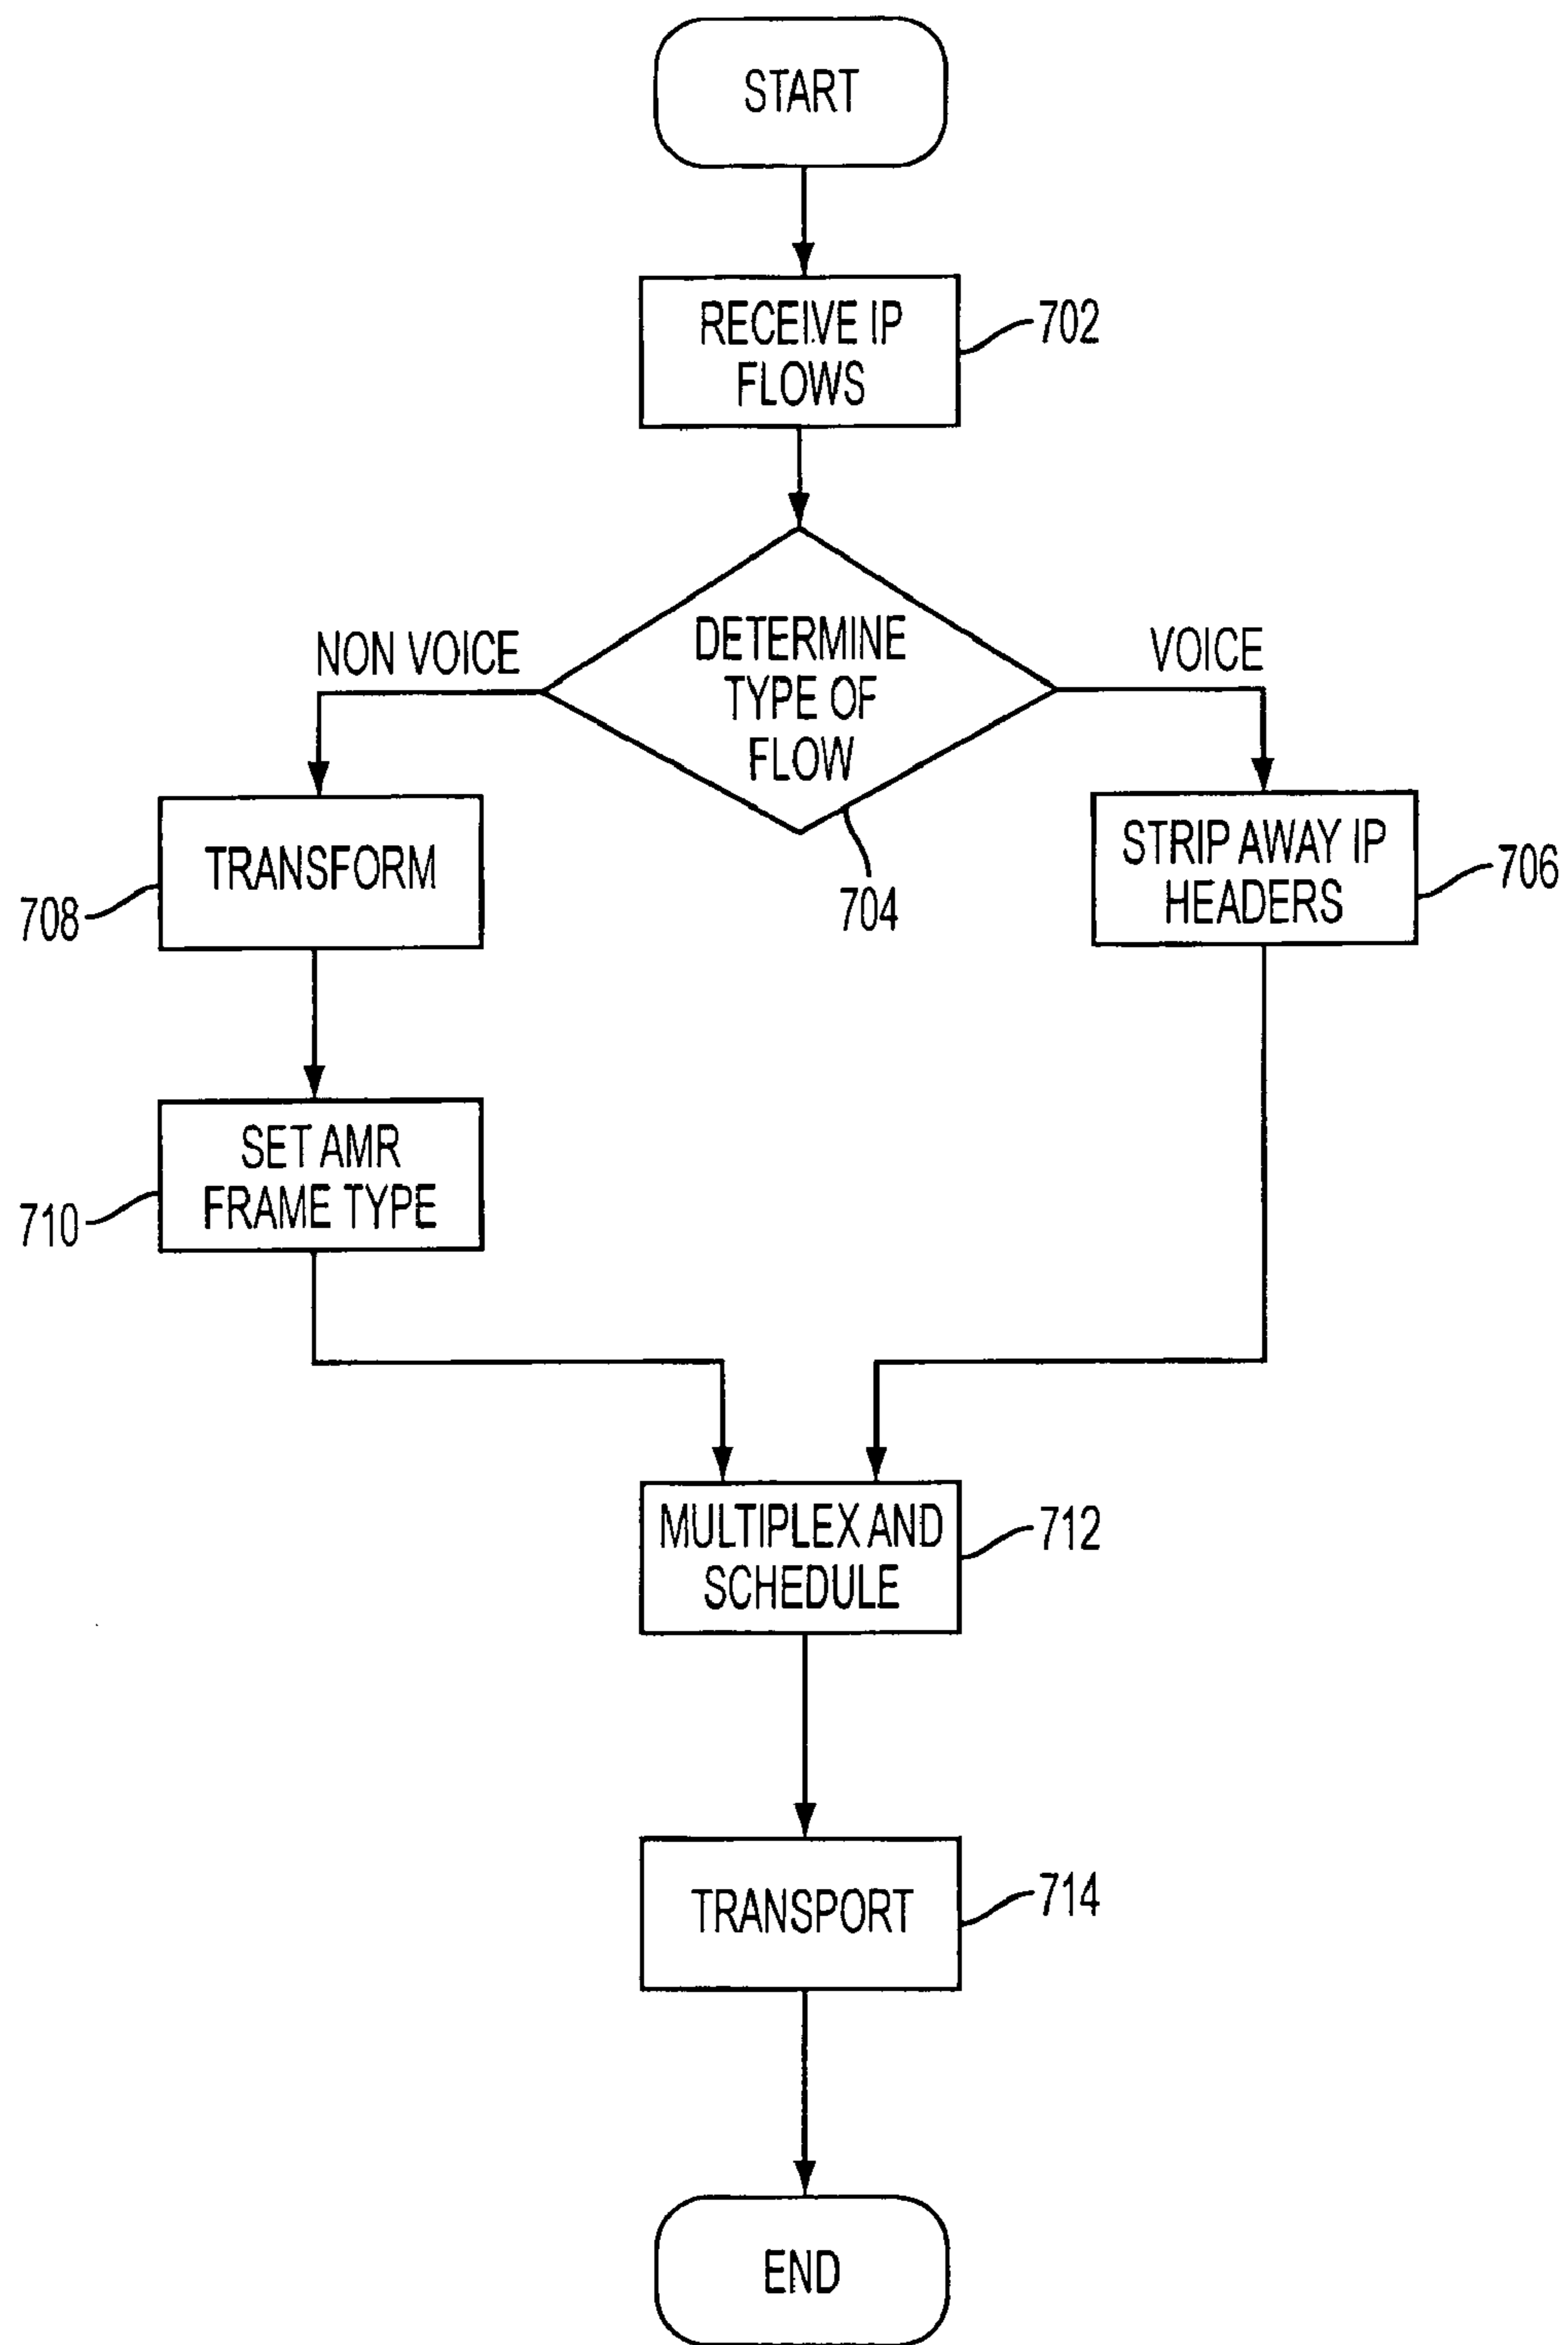 START
RECEIVE IP
FLOWS
702
DETERMINE
TYPE OF
FLOW
704
NON VOICE
VOICE
TRANSFORM
708
STRIP AWAY IP
HEADERS
706
SET AMR
FRAME TYPE
710
MULTIPLEX AND
SCHEDULE
712
TRANSPORT
714
END